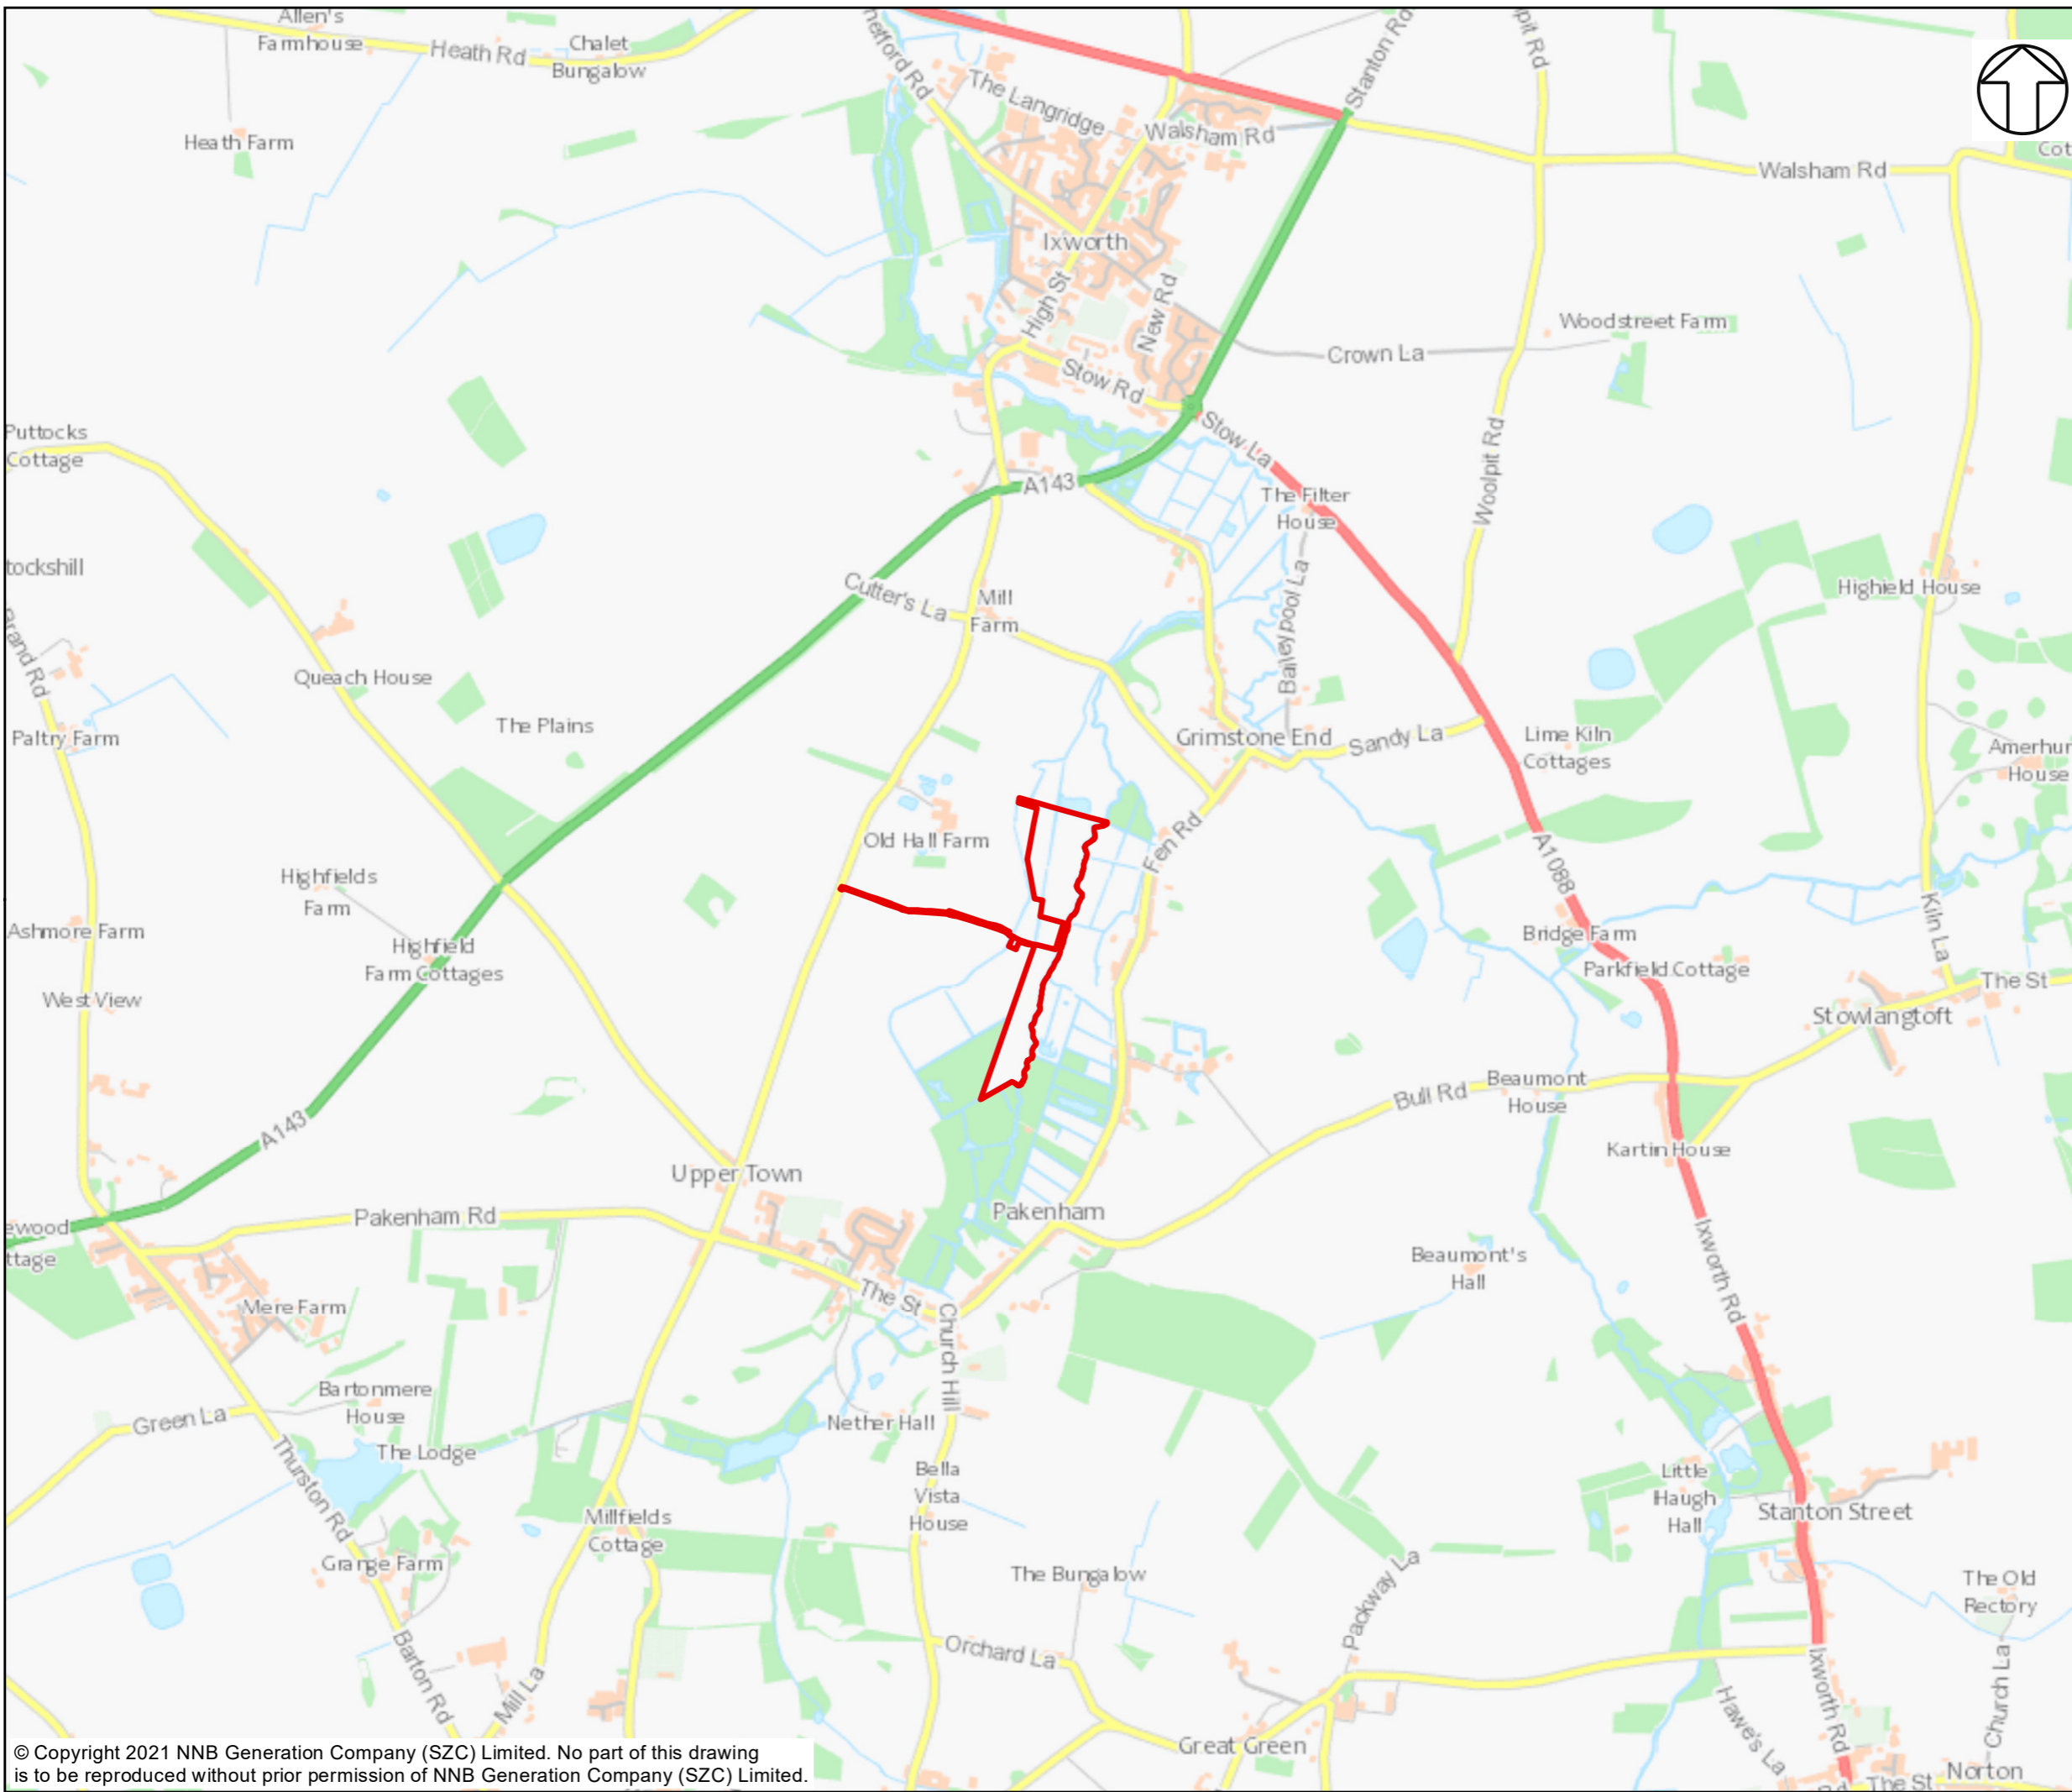 Allen's
Farmhouse
Heath Rd
Chalet
Bungalow
Stanton Rd
The Langridge
Walsham Rd
Heath Farm
Walsham Rd
Ixworth
High St
New Rd
Woodstreet Farm
Crown La
Stow Rd
Stow La
Puttocks
Cottage
Woolpit Rd
A143
The Filter
House
Cutter's La
Mill
Farm
Highield House
Baleypool La
Queach House
The Plains
Paltry Farm
Grimstone End
Sandy La
Lime Kiln
Cottages
House
Old Hall Farm
Fen Rd
A1088
Highfields
Farm
Ashmore Farm
Highfield
Farm Cottages
Bridge Farm
Kiln La
Parkfield Cottage
The St
West View
Stowlangtoft
Bull Rd
Beaumont
House
A143
Kartin House
Upper Town
Pakenham Rd
Pakenham
Ixworth Rd
Beaumont's
Hall
Mere Farm
The St
Church Hill
Bartonmere
House
Green La
The Lodge
Nether Hall
Thurston Rd
Bella
Vista
House
Little
Haugh
Hall
Stanton Street
Millfields
Cottage
Grange Farm
The Bungalow
Packway La
The Old
Rectory
Barton Rd
Mill La
Orchard La
Ixworth Rd
Hawe's La
Church La
Great Green
Norton
The St
© Copyright 2021 NNB Generation Company (SZC) Limited. No part of this drawing
is to be reproduced without prior permission of NNB Generation Company (SZC) Limited.